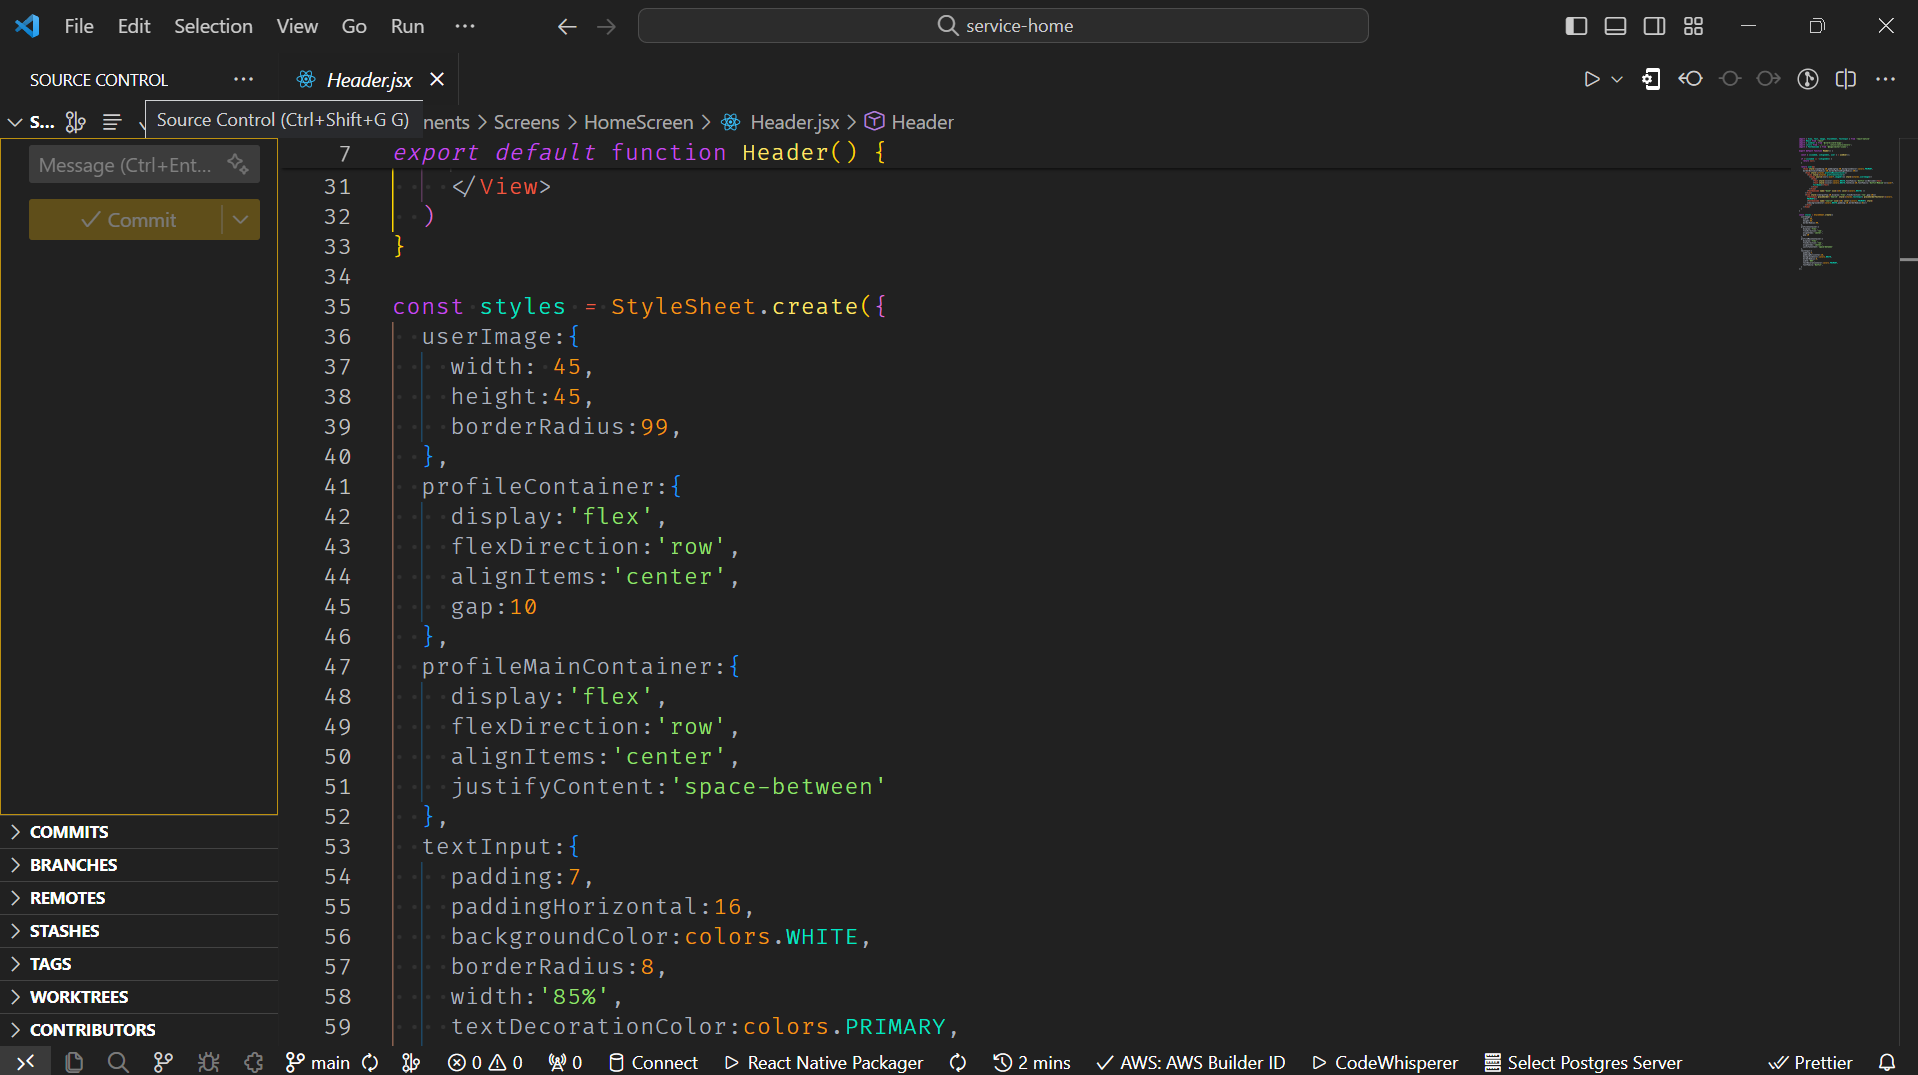 File Edit Selection View Go Run
service-home
SOURCE CONTROL
Header.jsx
S...
Source Control (Ctrl+Shift+G G)
nents > Screens > HomeScreen > Header.jsx > Header
Message (Ctrl+Ent...
Commit
7 export default function Header() {
31 </View>
32 )
33 }
34
35 const styles = StyleSheet.create({
36 userImage:{
37 width: 45,
38 height:45,
39 borderRadius:99,
40 },
41 profileContainer:{
42 display:'flex',
43 flexDirection:'row',
44 alignItems:'center',
45 gap:10
46 },
47 profileMainContainer:{
48 display:'flex',
49 flexDirection:'row',
50 alignItems:'center',
51 justifyContent:'space-between'
52 },
53 textInput:{
54 padding:7,
55 paddingHorizontal:16,
56 backgroundColor:colors.WHITE,
57 borderRadius:8,
58 width:'85%',
59 textDecorationColor:colors.PRIMARY,
COMMITS
BRANCHES
REMOTES
STASHES
TAGS
WORKTREES
CONTRIBUTORS
main 0 0 0 Connect React Native Packager 2 mins AWS: AWS Builder ID CodeWhisperer Select Postgres Server Prettier